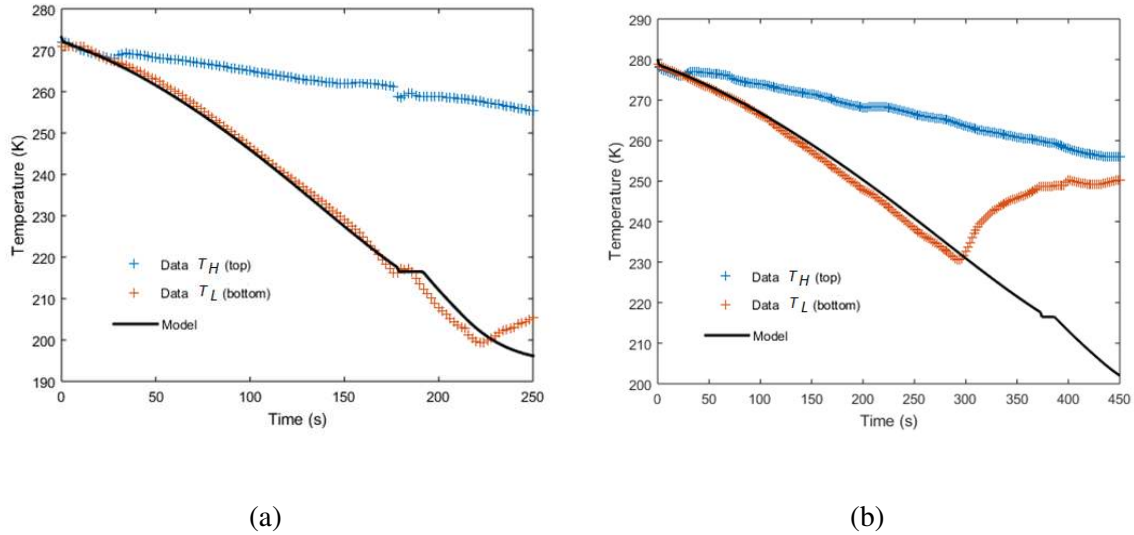 280
270
260
250
240
230
220
210
200
190
Temperature (K)
Data T_H (top)
Data T_L (bottom)
Model
0 50 100 150 200 250
Time (s)
(a)
290
280
270
260
250
240
230
220
210
200
Temperature (K)
Data T_H (top)
Data T_L (bottom)
Model
0 50 100 150 200 250 300 350 400 450
Time (s)
(b)